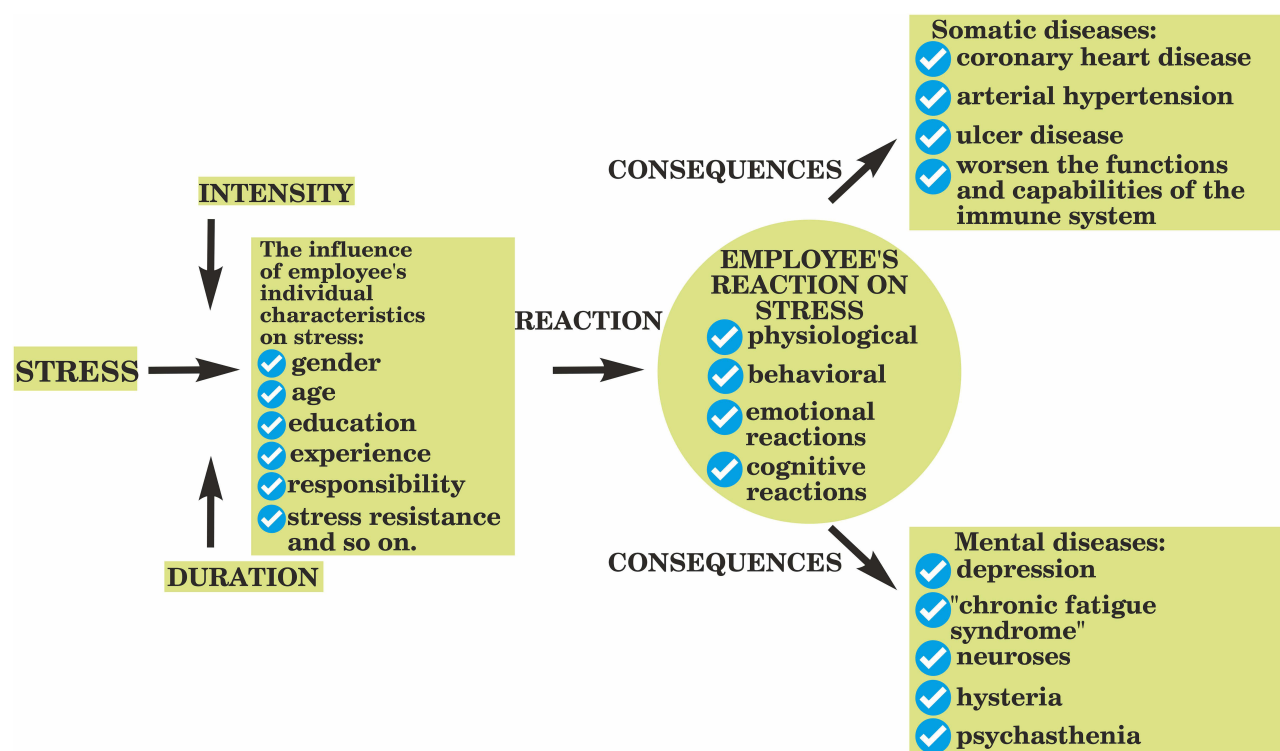 STRESS
INTENSITY
DURATION
The influence
of employee's
individual
characteristics
on stress:
gender
age
education
experience
responsibility
stress resistance
and so on.
REACTION
EMPLOYEE'S
REACTION ON
STRESS
physiological
behavioral
emotional
reactions
cognitive
reactions
CONSEQUENCES
Somatic diseases:
coronary heart disease
arterial hypertension
ulcer disease
worsen the functions
and capabilities of the
immune system
CONSEQUENCES
Mental diseases:
depression
"chronic fatigue
syndrome"
neuroses
hysteria
psychasthenia